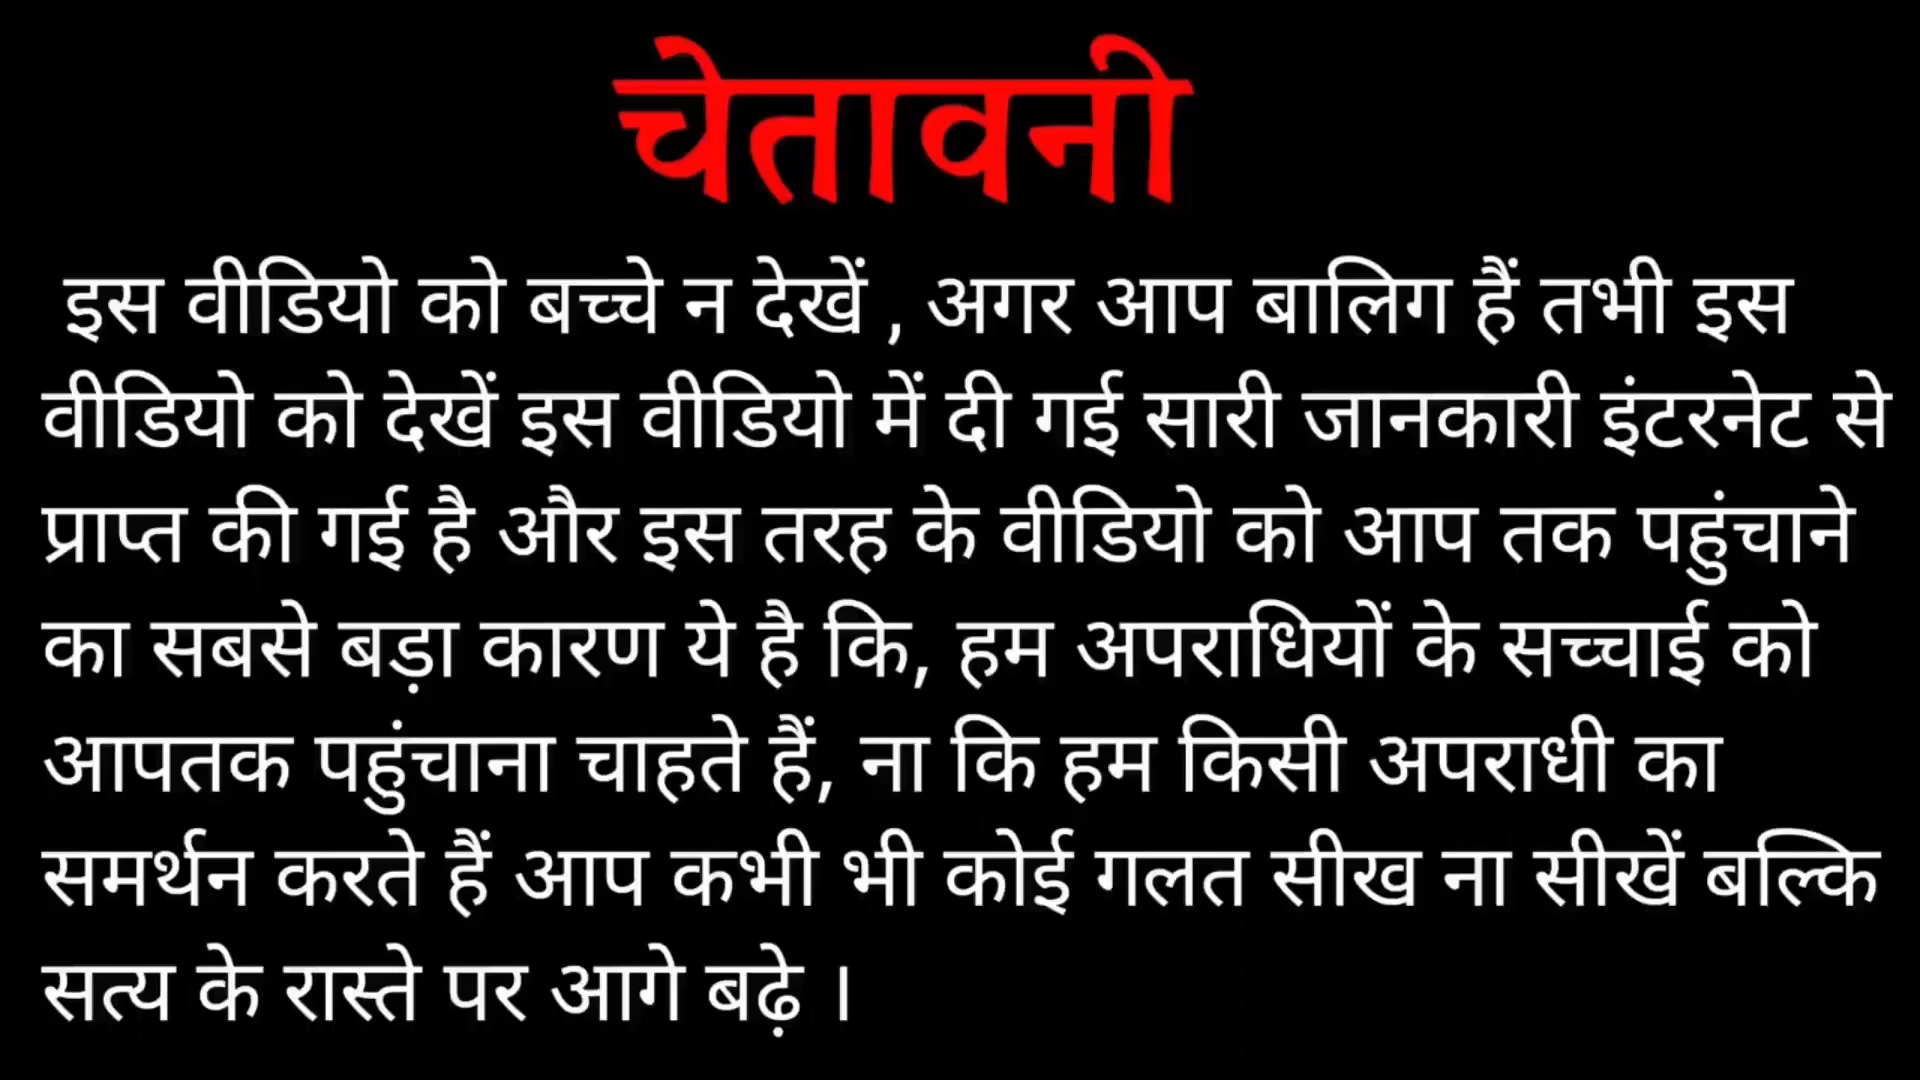 चेतावनी
इस वीडियो को बच्चे न देखें , अगर आप बालिग हैं तभी इस
वीडियो को देखें इस वीडियो में दी गई सारी जानकारी इंटरनेट से
प्राप्त की गई है और इस तरह के वीडियो को आप तक पहुंचाने
का सबसे बड़ा कारण ये है कि, हम अपराधियों के सच्चाई को
आपतक पहुंचाना चाहते हैं, ना कि हम किसी अपराधी का
समर्थन करते हैं आप कभी भी कोई गलत सीख ना सीखें बल्कि
सत्य के रास्ते पर आगे बढ़े ।